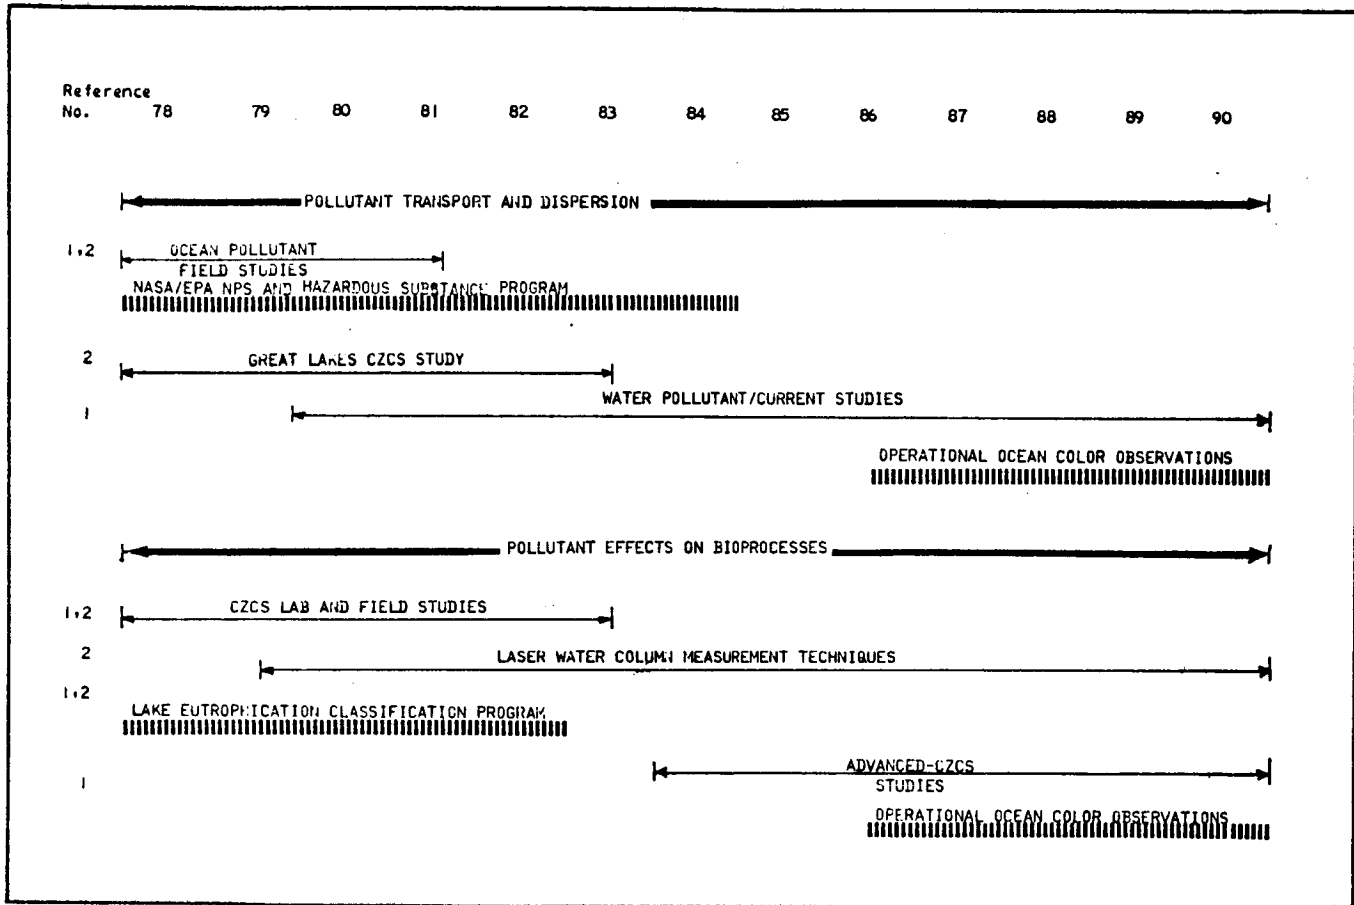 Reference
No. 78 79 80 81 82 83 84 85 86 87 88 89 90
POLLUTANT TRANSPORT AND DISPERSION
1,2 OCEAN POLLUTANT
FIELD STUDIES
NASA/EPA NPS AND HAZARDOUS SUBSTANCE PROGRAM
2 GREAT LAKES CZCS STUDY
WATER POLLUTANT/CURRENT STUDIES
1
OPERATIONAL OCEAN COLOR OBSERVATIONS
POLLUTANT EFFECTS ON BIOPROCESSES
1,2 CZCS LAB AND FIELD STUDIES
2 LASER WATER COLUMN MEASUREMENT TECHNIQUES
1,2
LAKE EUTROPHICATION CLASSIFICATION PROGRAM
ADVANCED-CZCS
1 STUDIES
OPERATIONAL OCEAN COLOR OBSERVATIONS